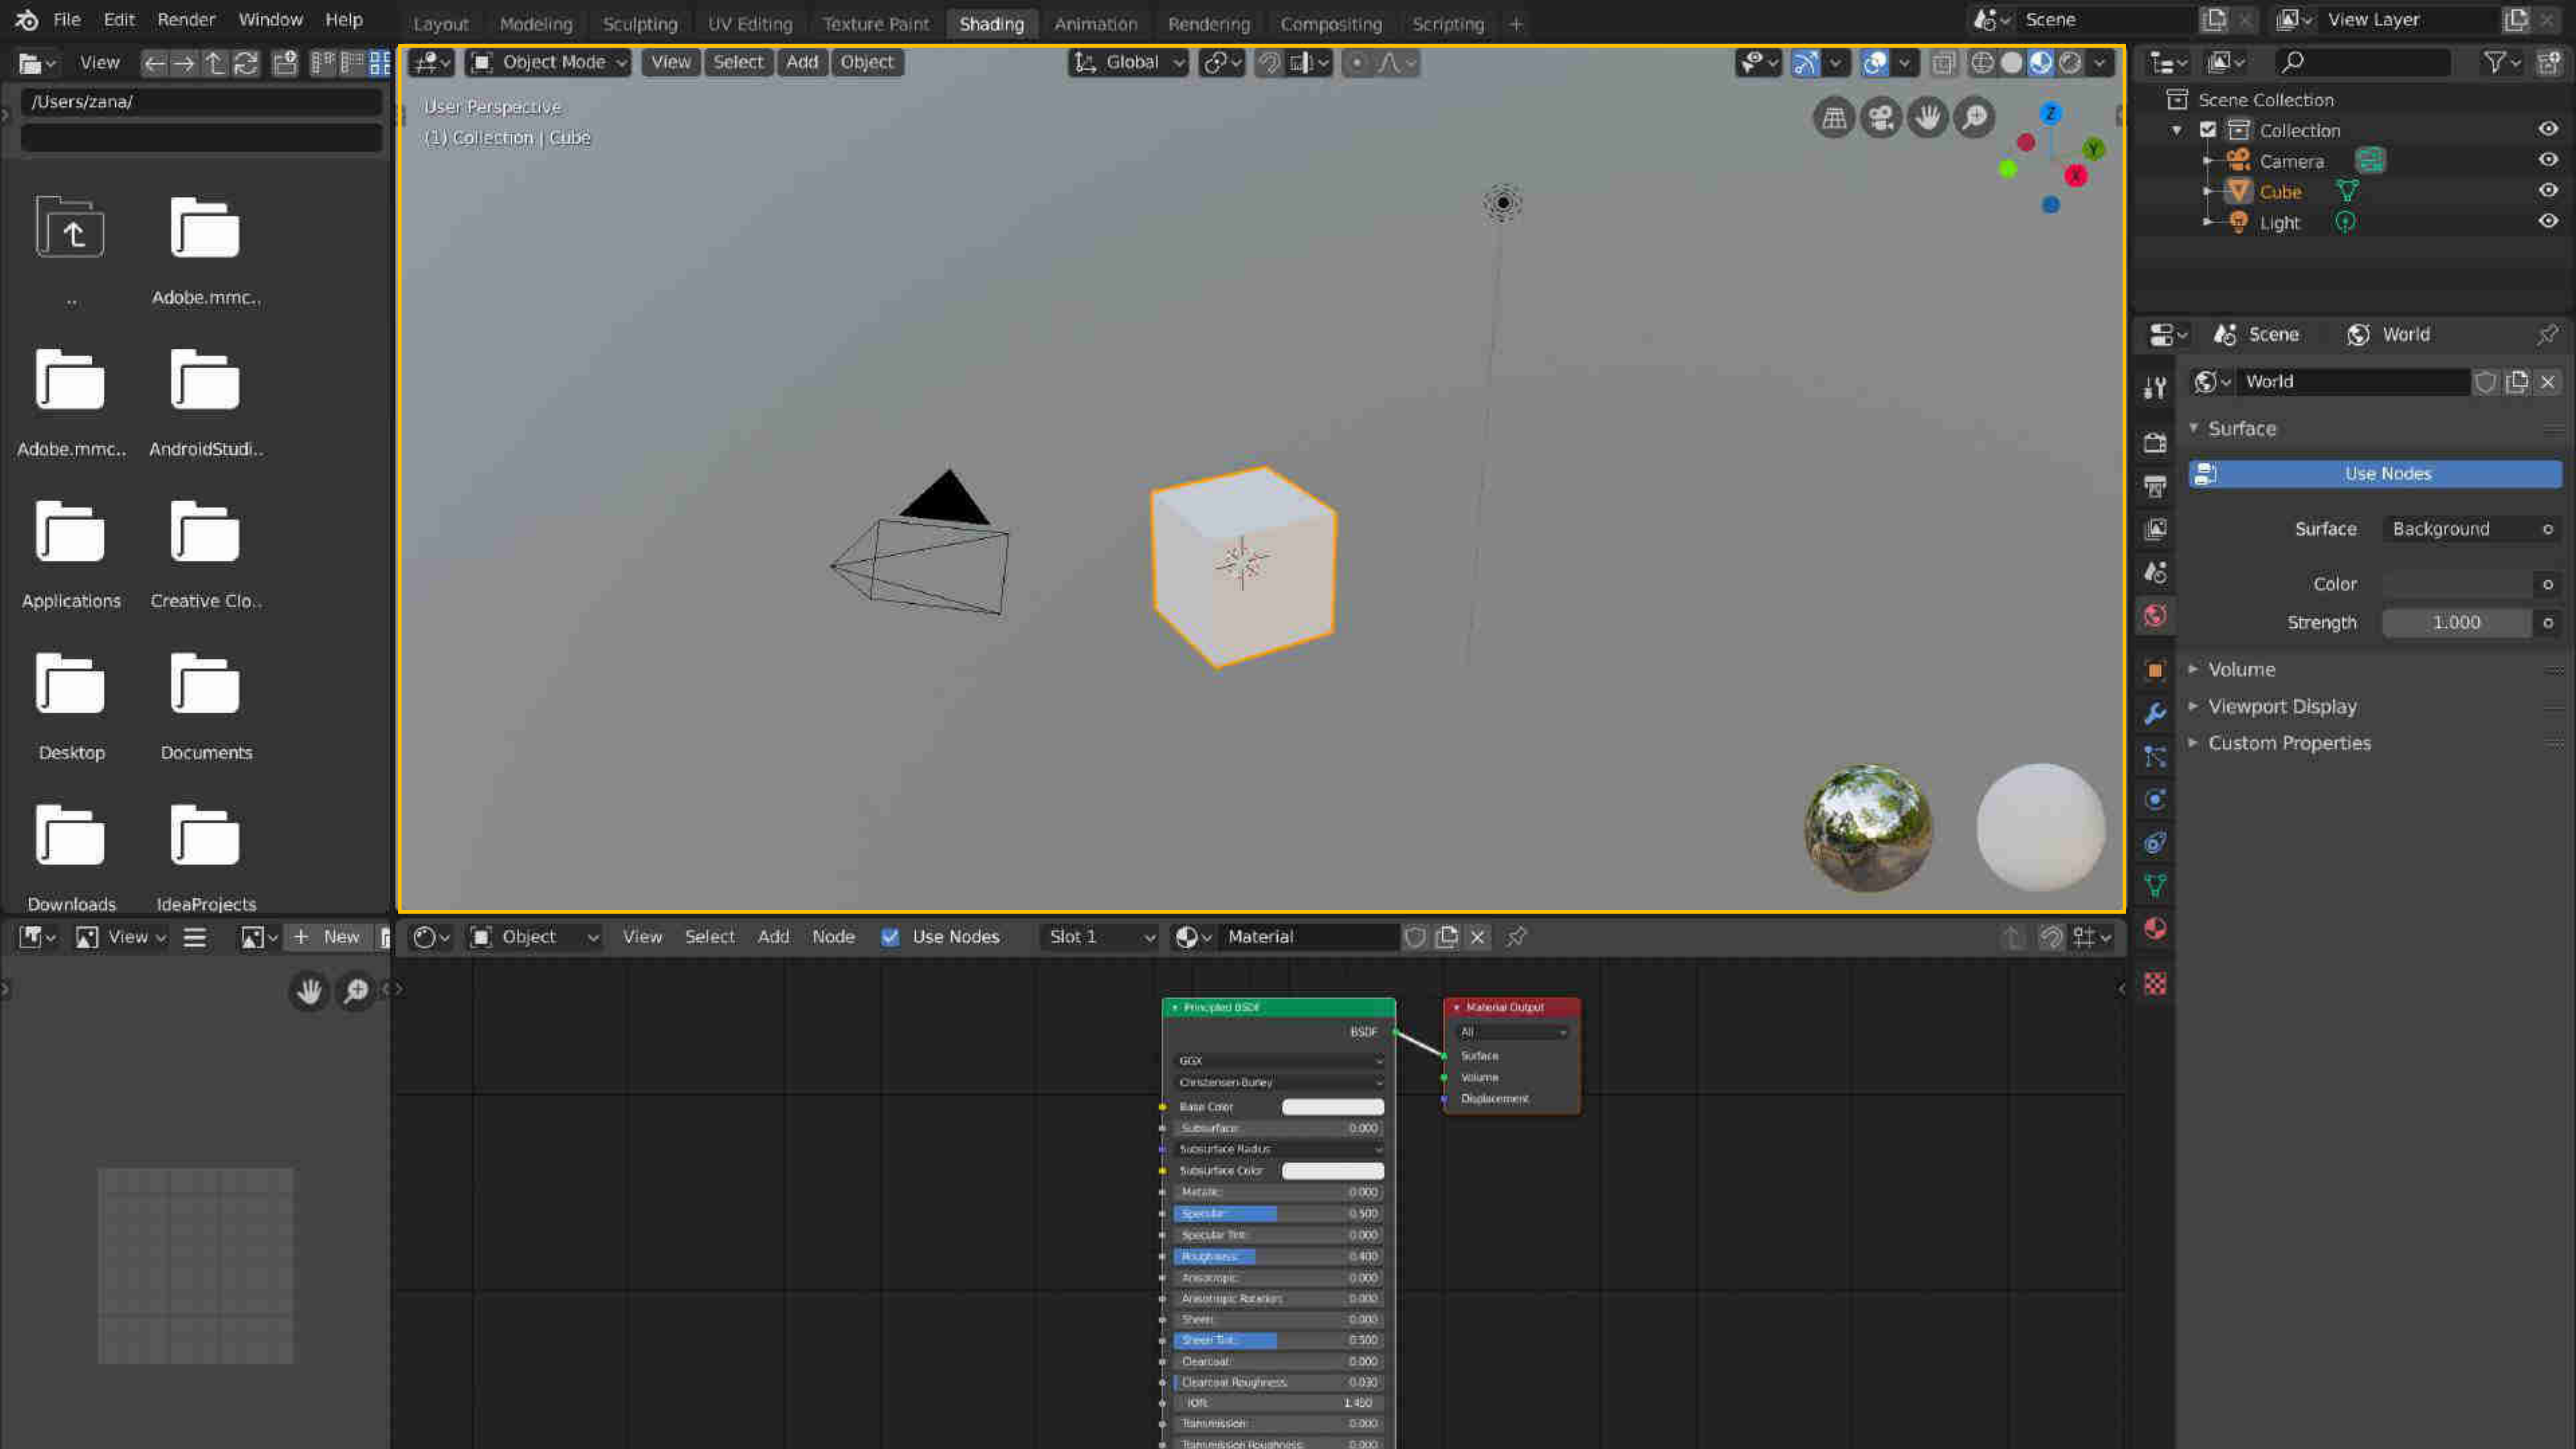 File Edit Render Window Help
Layout Modeling Sculpting UV Editing Texture Paint Shading Animation Rendering Compositing Scripting +
Scene
View Layer
View
/Users/zana/
..
Adobe.mmc..
Adobe.mmc..
AndroidStudi..
Applications
Creative Clo..
Desktop
Documents
Downloads
IdeaProjects
Object Mode View Select Add Object
Global
User Perspective
(1) Collection | Cube
Z
Y
X
Scene Collection
Collection
Camera
Cube
Light
Scene World
World
Surface
Use Nodes
Surface Background
Color
Strength 1.000
Volume
Viewport Display
Custom Properties
View + New
Object View Select Add Node Use Nodes Slot 1 Material
Principled BSDF
BSDF
GGX
Christensen-Burley
Base Color
Subsurface: 0.000
Subsurface Radius
Subsurface Color
Metallic: 0.000
Specular: 0.500
Specular Tint: 0.000
Roughness: 0.400
Anisotropic: 0.000
Anisotropic Rotation: 0.000
Sheen: 0.000
Sheen Tint: 0.500
Clearcoat: 0.000
Clearcoat Roughness: 0.030
IOR: 1.450
Transmission: 0.000
Transmission Roughness: 0.000
Material Output
All
Surface
Volume
Displacement